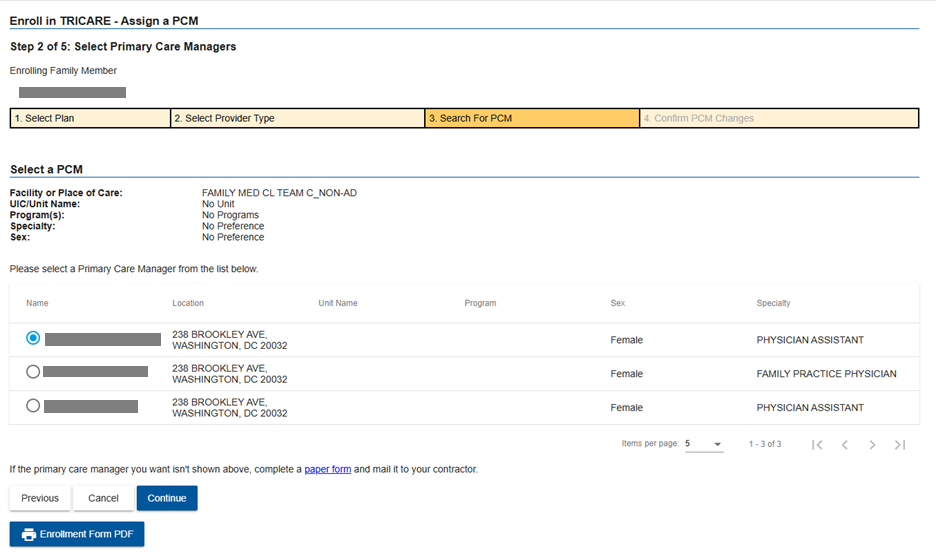 Enroll in TRICARE - Assign a PCM
Step 2 of 5: Select Primary Care Managers
Enrolling Family Member
1. Select Plan
2. Select Provider Type
3. Search For PCM
4. Confirm PCM Changes
Select a PCM
Facility or Place of Care: FAMILY MED CL TEAM C_NON-AD
UIC/Unit Name: No Unit
Program(s): No Programs
Specialty: No Preference
Sex: No Preference
Please select a Primary Care Manager from the list below.
Name Location Unit Name Program Sex Specialty
238 BROOKLEY AVE,
WASHINGTON, DC 20032
Female
PHYSICIAN ASSISTANT
238 BROOKLEY AVE,
WASHINGTON, DC 20032
Female
FAMILY PRACTICE PHYSICIAN
238 BROOKLEY AVE,
WASHINGTON, DC 20032
Female
PHYSICIAN ASSISTANT
Items per page: 5
1 - 3 of 3
If the primary care manager you want isn't shown above, complete a paper form and mail it to your contractor.
Previous
Cancel
Continue
Enrollment Form PDF